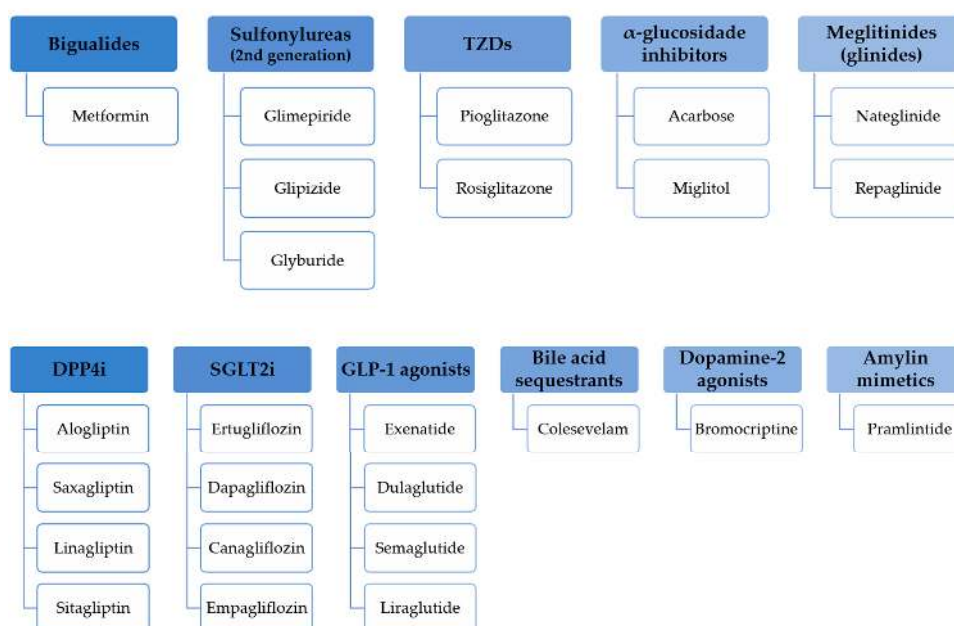 Bigualides
Metformin
Sulfonylureas
(2nd generation)
Glimepiride
Glipizide
Glyburide
TZDs
Pioglitazone
Rosiglitazone
α-glucosidade
inhibitors
Acarbose
Miglitol
Meglitinides
(glinides)
Nateglinide
Repaglinide
DPP4i
Alogliptin
Saxagliptin
Linagliptin
Sitagliptin
SGLT2i
Ertugliflozin
Dapagliflozin
Canagliflozin
Empagliflozin
GLP-1 agonists
Exenatide
Dulaglutide
Semaglutide
Liraglutide
Bile acid
sequestrants
Colesevelam
Dopamine-2
agonists
Bromocriptine
Amylin
mimetics
Pramlintide